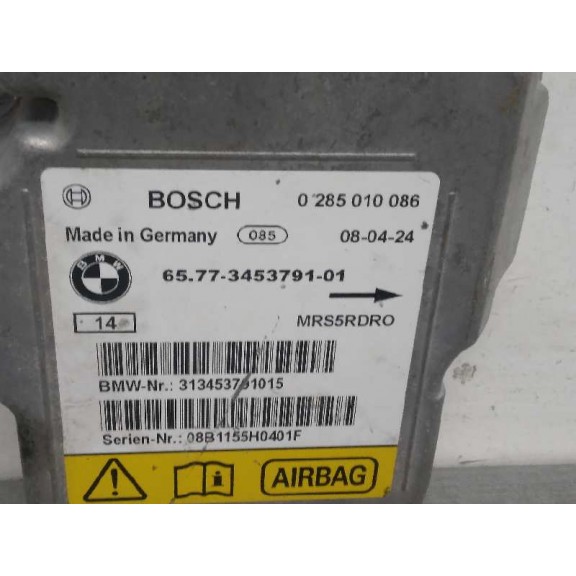 BOSCH 0 285 010 086
Made in Germany 085 08-04-24
BMW 65.77-3453791-01
14 MRS5RDRO
BMW-Nr.: 313453791015
Serien-Nr.: 08B1155H0401F
AIRBAG